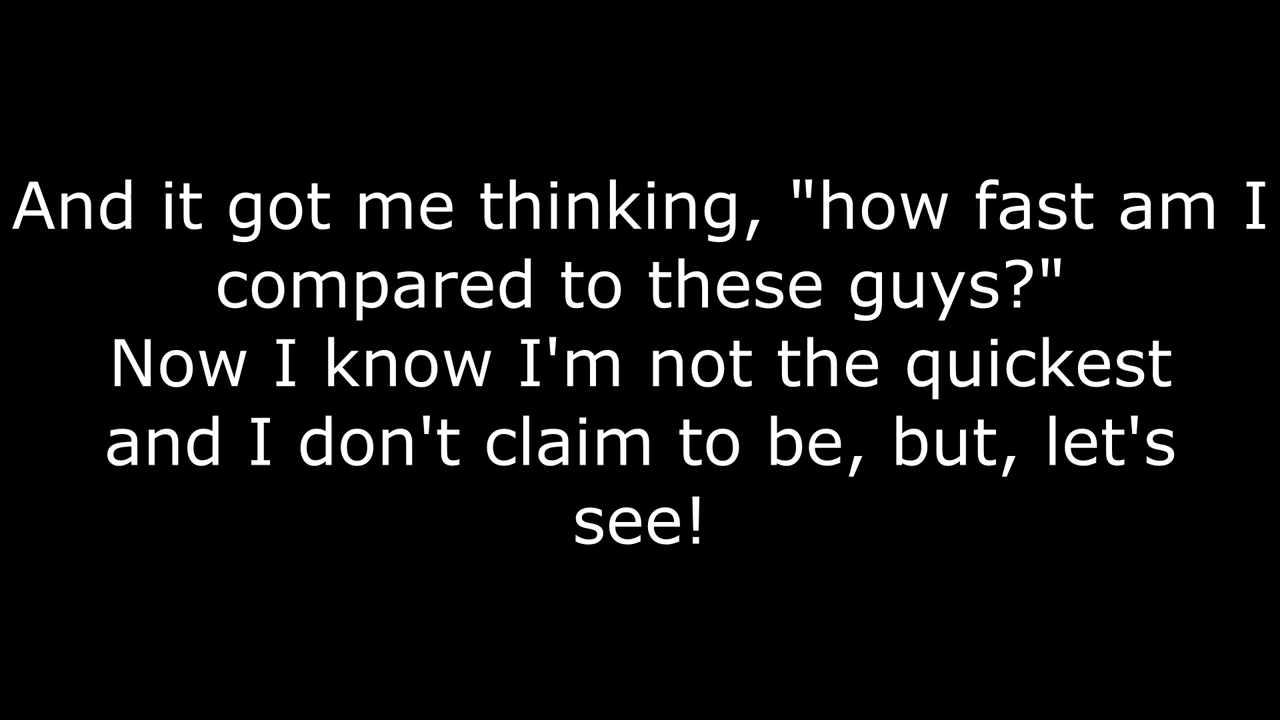 And it got me thinking, "how fast am I
compared to these guys?"
Now I know I'm not the quickest
and I don't claim to be, but, let's
see!